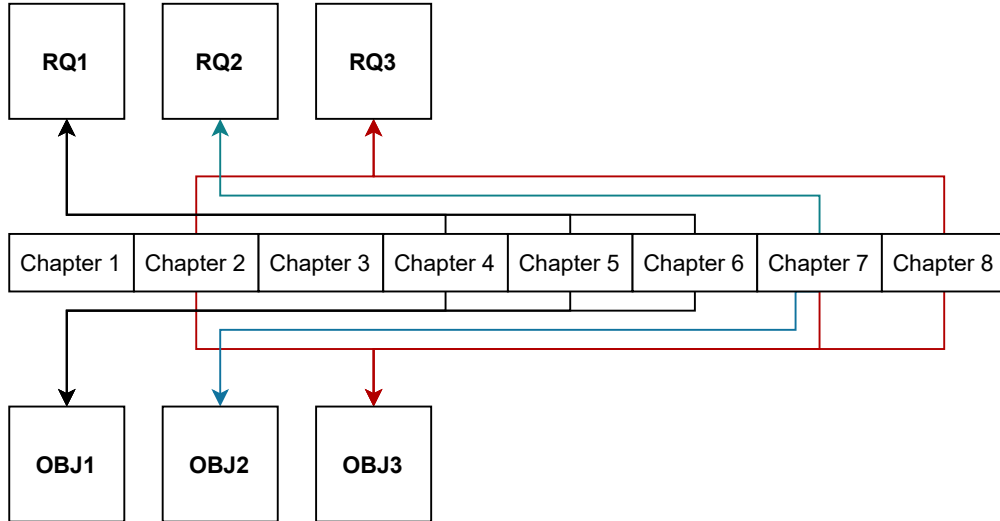 RQ1 RQ2 RQ3
Chapter 1 Chapter 2 Chapter 3 Chapter 4 Chapter 5 Chapter 6 Chapter 7 Chapter 8
OBJ1 OBJ2 OBJ3